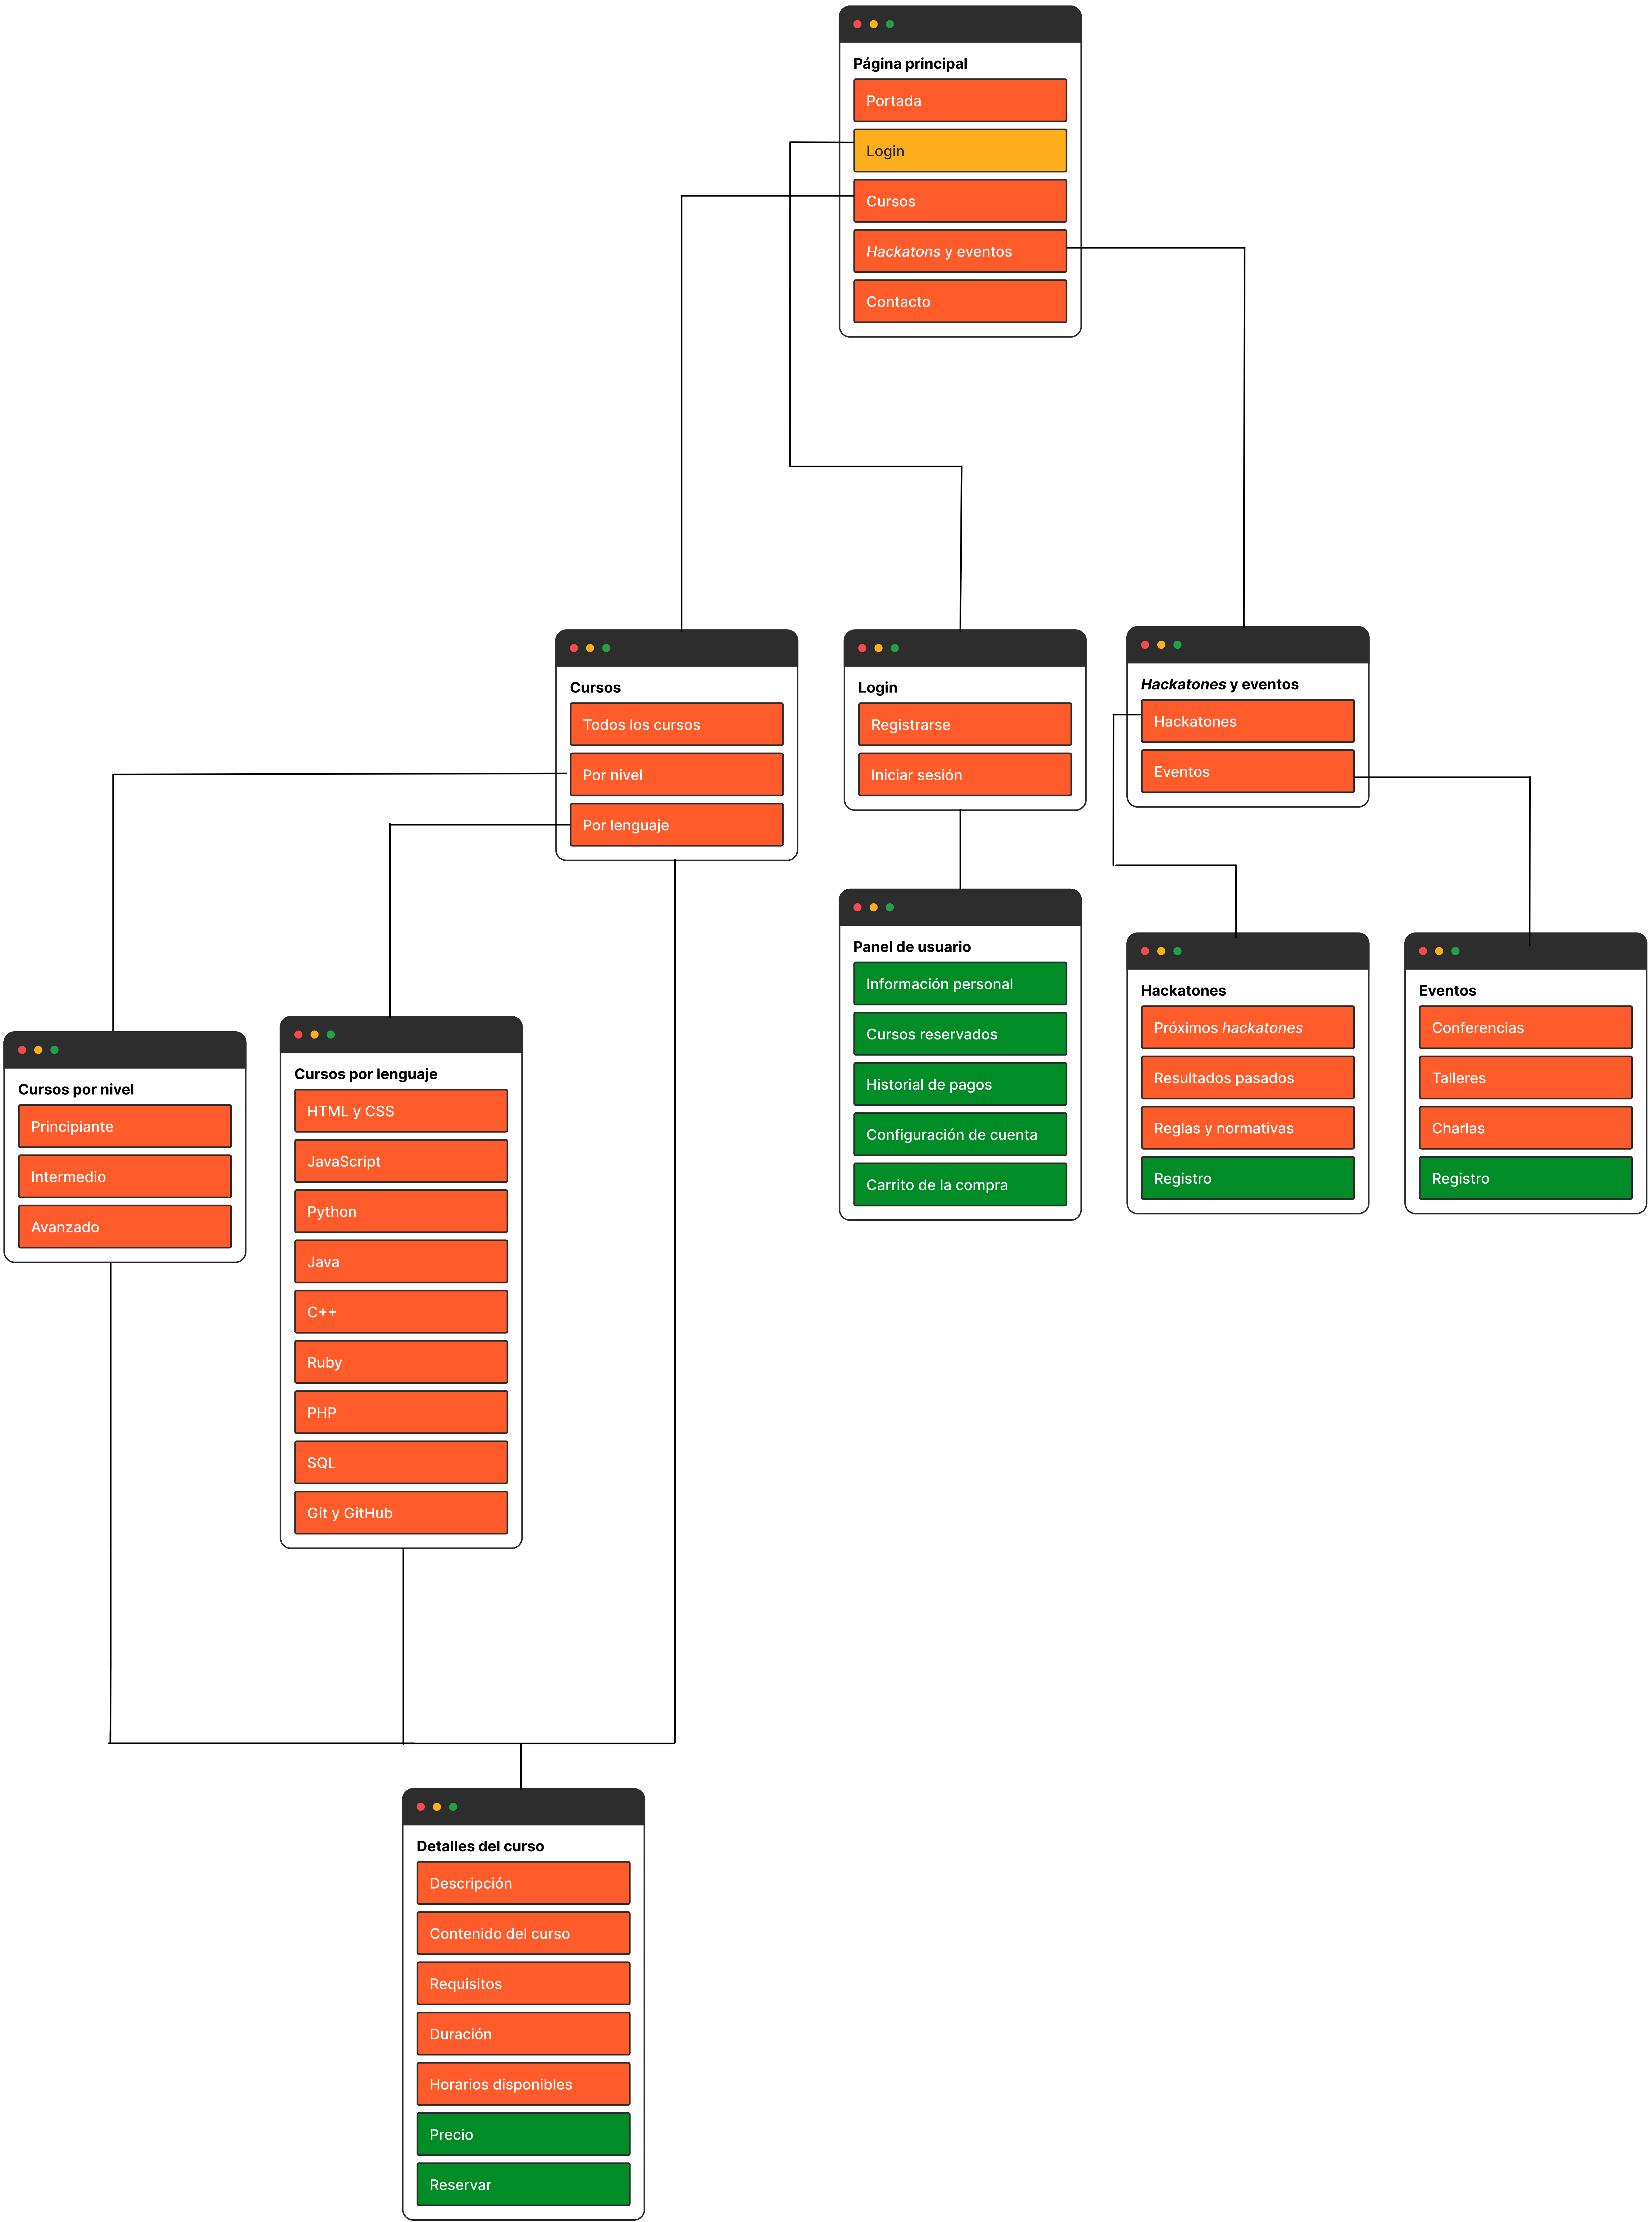 Página principal
Portada
Login
Cursos
Hackatons y eventos
Contacto
Cursos
Todos los cursos
Por nivel
Por lenguaje
Login
Registrarse
Iniciar sesión
Hackatones y eventos
Hackatones
Eventos
Panel de usuario
Información personal
Cursos reservados
Historial de pagos
Configuración de cuenta
Carrito de la compra
Hackatones
Próximos hackatones
Resultados pasados
Reglas y normativas
Registro
Eventos
Conferencias
Talleres
Charlas
Registro
Cursos por nivel
Principiante
Intermedio
Avanzado
Cursos por lenguaje
HTML y CSS
JavaScript
Python
Java
C++
Ruby
PHP
SQL
Git y GitHub
Detalles del curso
Descripción
Contenido del curso
Requisitos
Duración
Horarios disponibles
Precio
Reservar